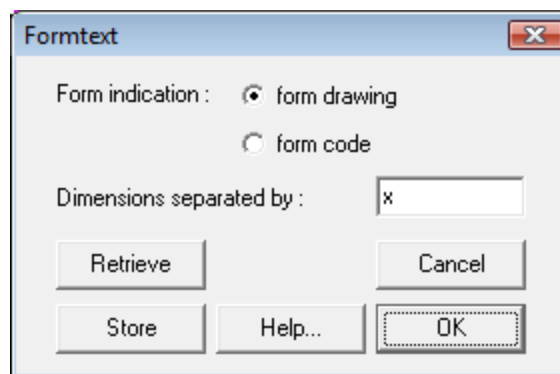 Formtext
Form indication : form drawing
form code
Dimensions separated by : x
Retrieve Cancel
Store Help... OK